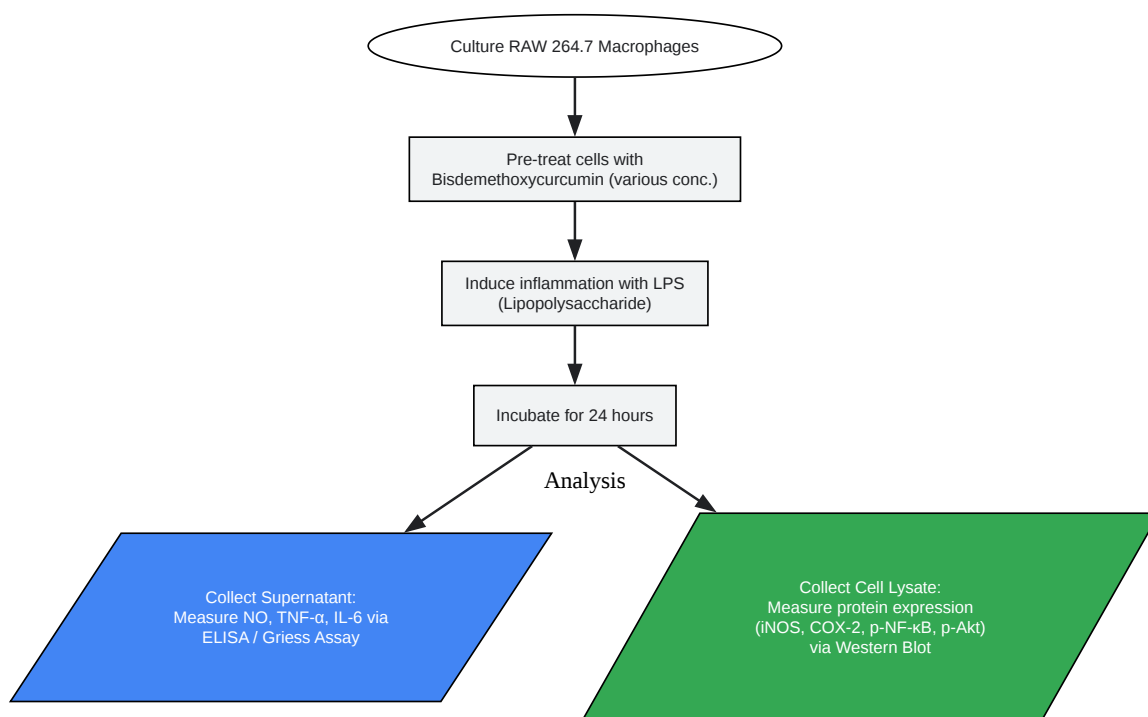 Culture RAW 264.7 Macrophages
Pre-treat cells with
Bisdemethoxycurcumin (various conc.)
Induce inflammation with LPS
(Lipopolysaccharide)
Incubate for 24 hours
Analysis
Collect Supernatant:
Measure NO, TNF-α, IL-6 via
ELISA / Griess Assay
Collect Cell Lysate:
Measure protein expression
(iNOS, COX-2, p-NF-κB, p-Akt)
via Western Blot